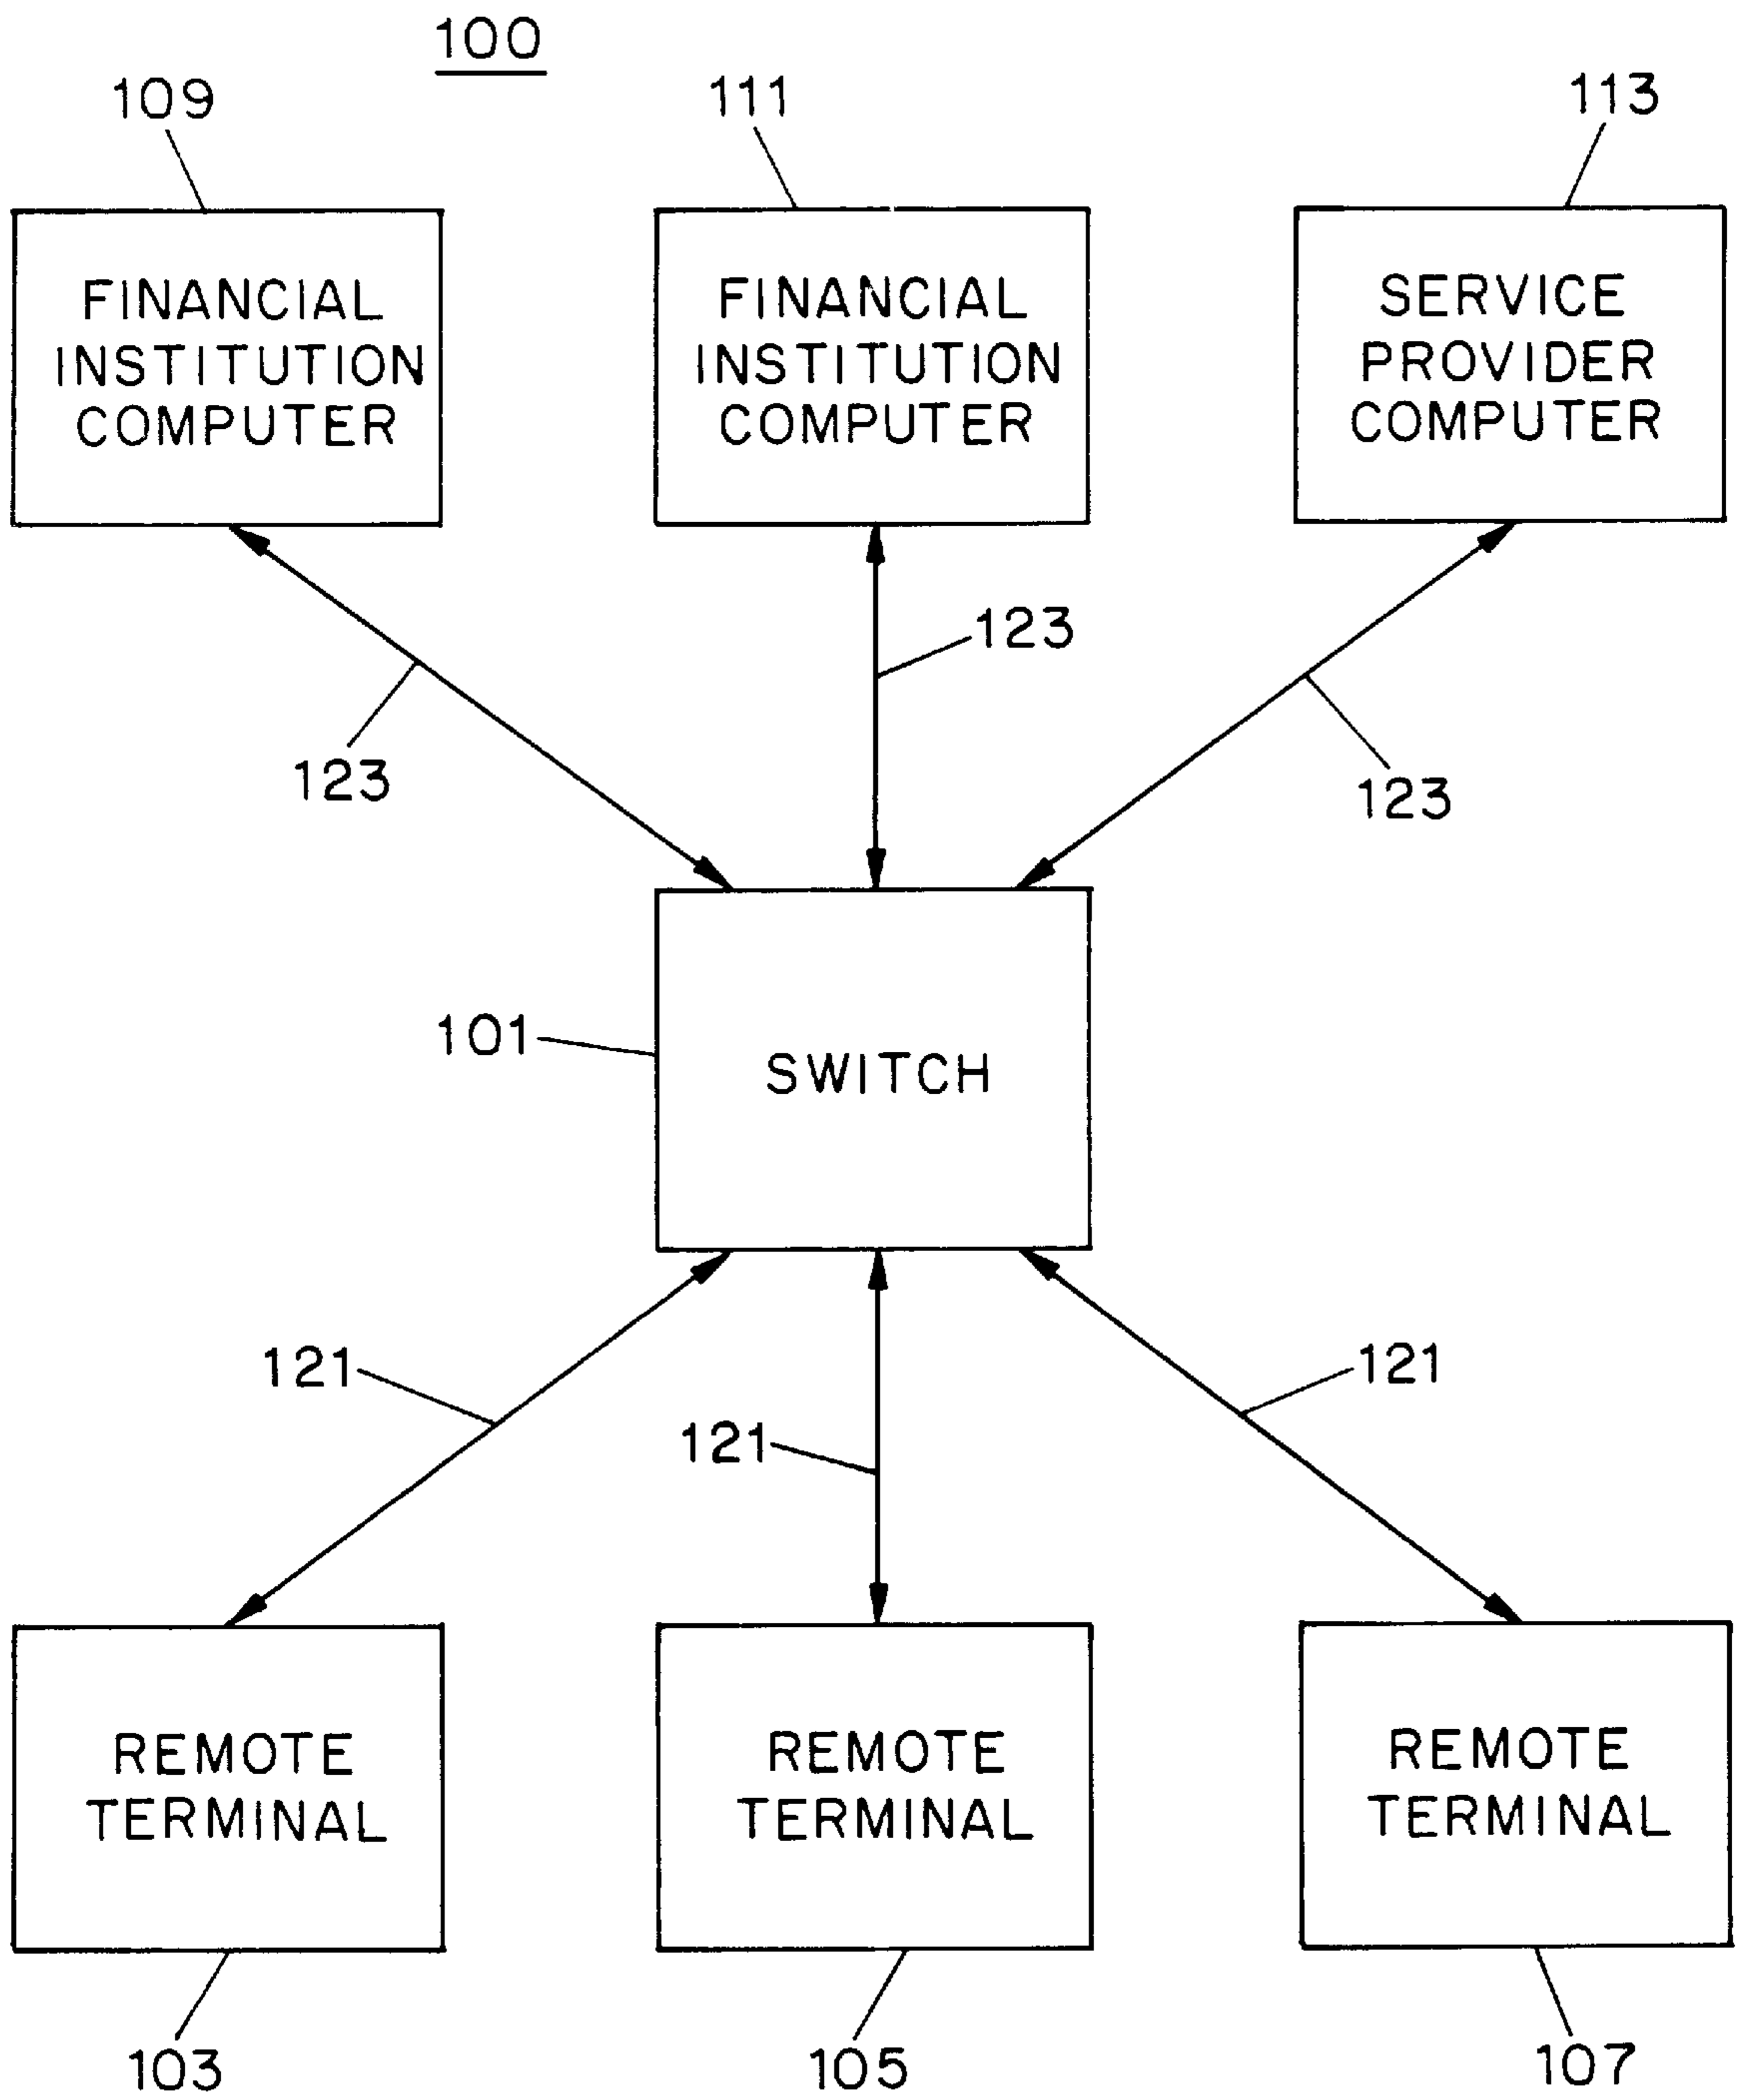 100
109
111
113
FINANCIAL
INSTITUTION
COMPUTER
FINANCIAL
INSTITUTION
COMPUTER
SERVICE
PROVIDER
COMPUTER
123
123
123
101
SWITCH
121
121
121
REMOTE
TERMINAL
REMOTE
TERMINAL
REMOTE
TERMINAL
103
105
107